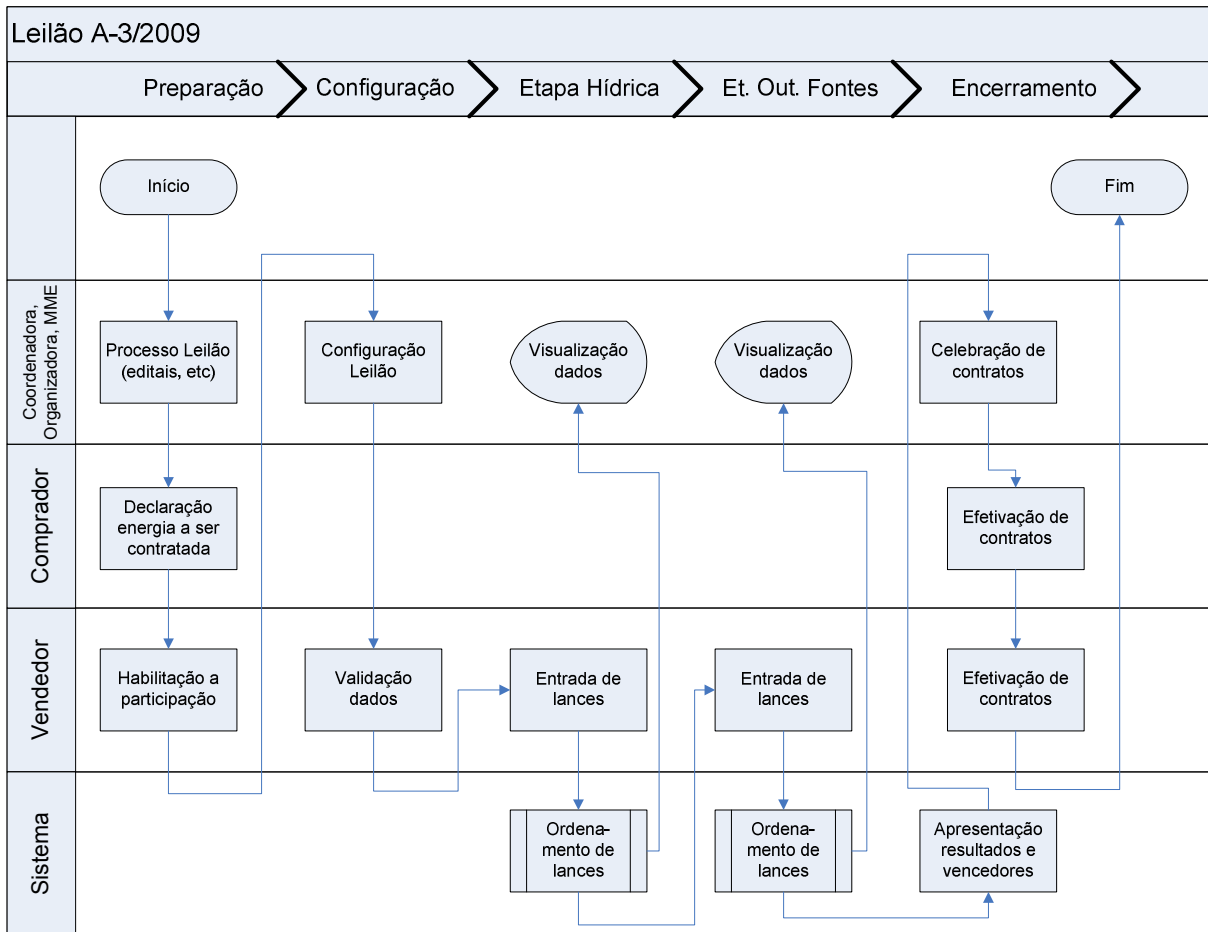 Leilão A-3/2009
Preparação
Configuração
Etapa Hídrica
Et. Out. Fontes
Encerramento
Início
Fim
Coordenadora,
Organizadora, MME
Processo Leilão
(editais, etc)
Configuração
Leilão
Visualização
dados
Visualização
dados
Celebração de
contratos
Comprador
Declaração
energia a ser
contratada
Efetivação de
contratos
Vendedor
Habilitação a
participação
Validação
dados
Entrada de
lances
Entrada de
lances
Efetivação de
contratos
Sistema
Ordena-
mento de
lances
Ordena-
mento de
lances
Apresentação
resultados e
vencedores